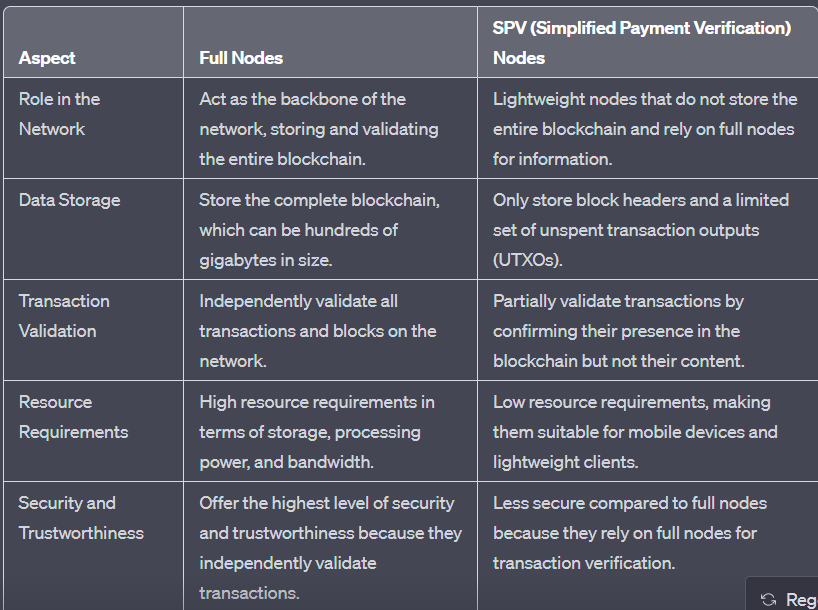 Aspect
Full Nodes
SPV (Simplified Payment Verification)
Nodes
Role in the
Network
Act as the backbone of the
network, storing and validating
the entire blockchain.
Lightweight nodes that do not store the
entire blockchain and rely on full nodes
for information.
Data Storage
Store the complete blockchain,
which can be hundreds of
gigabytes in size.
Only store block headers and a limited
set of unspent transaction outputs
(UTXOs).
Transaction
Validation
Independently validate all
transactions and blocks on the
network.
Partially validate transactions by
confirming their presence in the
blockchain but not their content.
Resource
Requirements
High resource requirements in
terms of storage, processing
power, and bandwidth.
Low resource requirements, making
them suitable for mobile devices and
lightweight clients.
Security and
Trustworthiness
Offer the highest level of security
and trustworthiness because they
independently validate
transactions.
Less secure compared to full nodes
because they rely on full nodes for
transaction verification.
Reg